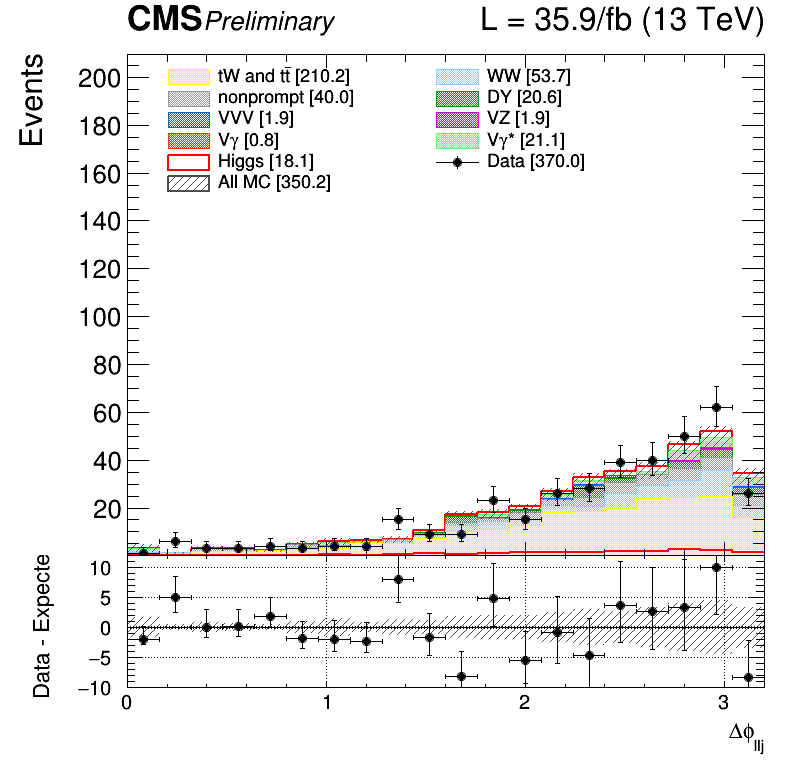 CMS Preliminary L = 35.9/fb (13 TeV)
Events
200
180
160
140
120
100
80
60
40
20
tW and tt̄ [210.2]
nonprompt [40.0]
VVV [1.9]
Vγ [0.8]
Higgs [18.1]
All MC [350.2]
WW [53.7]
DY [20.6]
VZ [1.9]
Vγ* [21.1]
Data [370.0]
Data - Expecte
10
5
0
−5
−10
0 1 2 3
Δϕllj